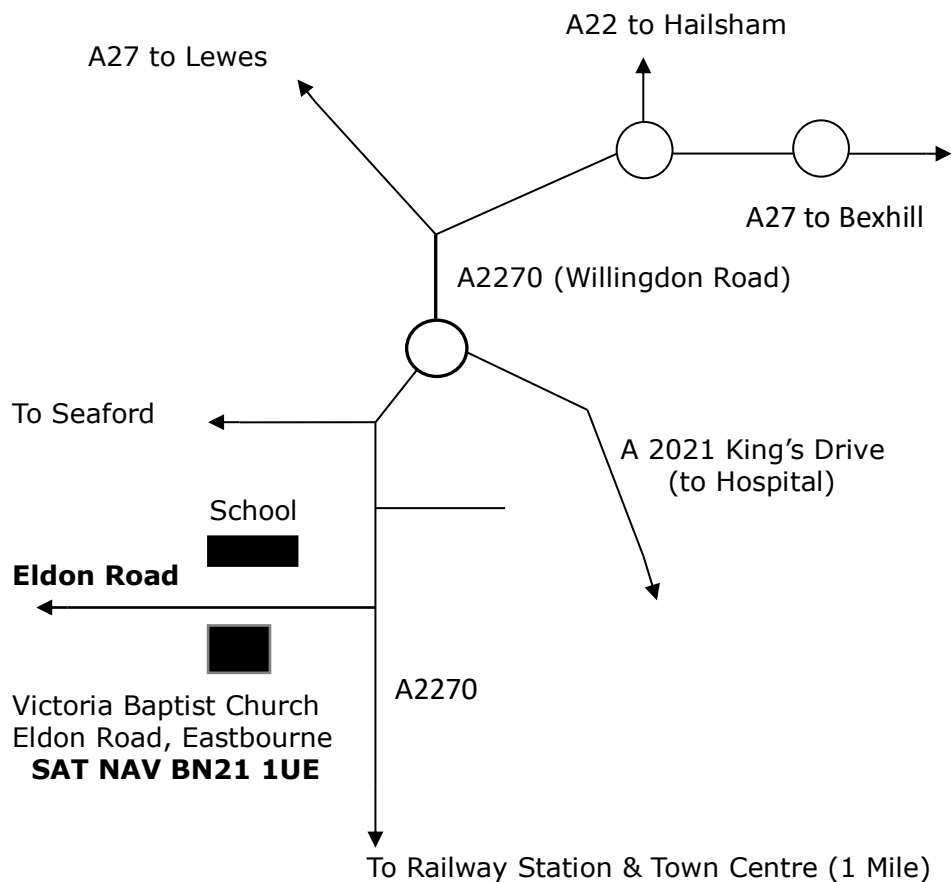 A22 to Hailsham
A27 to Lewes
A27 to Bexhill
A2270 (Willingdon Road)
To Seaford
A 2021 King’s Drive
(to Hospital)
School
Eldon Road
A2270
Victoria Baptist Church
Eldon Road, Eastbourne
SAT NAV BN21 1UE
To Railway Station & Town Centre (1 Mile)